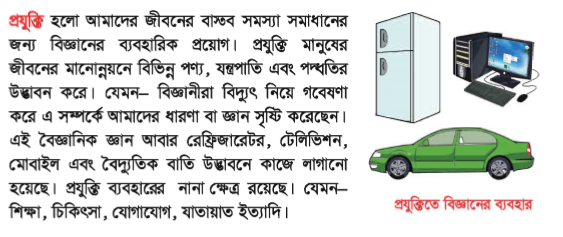 প্রযুক্তি হলো আমাদের জীবনের বাস্তব সমস্যা সমাধানের
জন্য বিজ্ঞানের ব্যবহারিক প্রয়োগ। প্রযুক্তি মানুষের
জীবনের মানোন্নয়নে বিভিন্ন পণ্য, যন্ত্রপাতি এবং পদ্ধতির
উদ্ভাবন করে। যেমন– বিজ্ঞানীরা বিদ্যুৎ নিয়ে গবেষণা
করে এ সম্পর্কে আমাদের ধারণা বা জ্ঞান সৃষ্টি করেছেন।
এই বৈজ্ঞানিক জ্ঞান আবার রেফ্রিজারেটর, টেলিভিশন,
মোবাইল এবং বৈদ্যুতিক বাতি উদ্ভাবনে কাজে লাগানো
হয়েছে। প্রযুক্তি ব্যবহারের নানা ক্ষেত্র রয়েছে। যেমন–
শিক্ষা, চিকিৎসা, যোগাযোগ, যাতায়াত ইত্যাদি।
প্রযুক্তিতে বিজ্ঞানের ব্যবহার